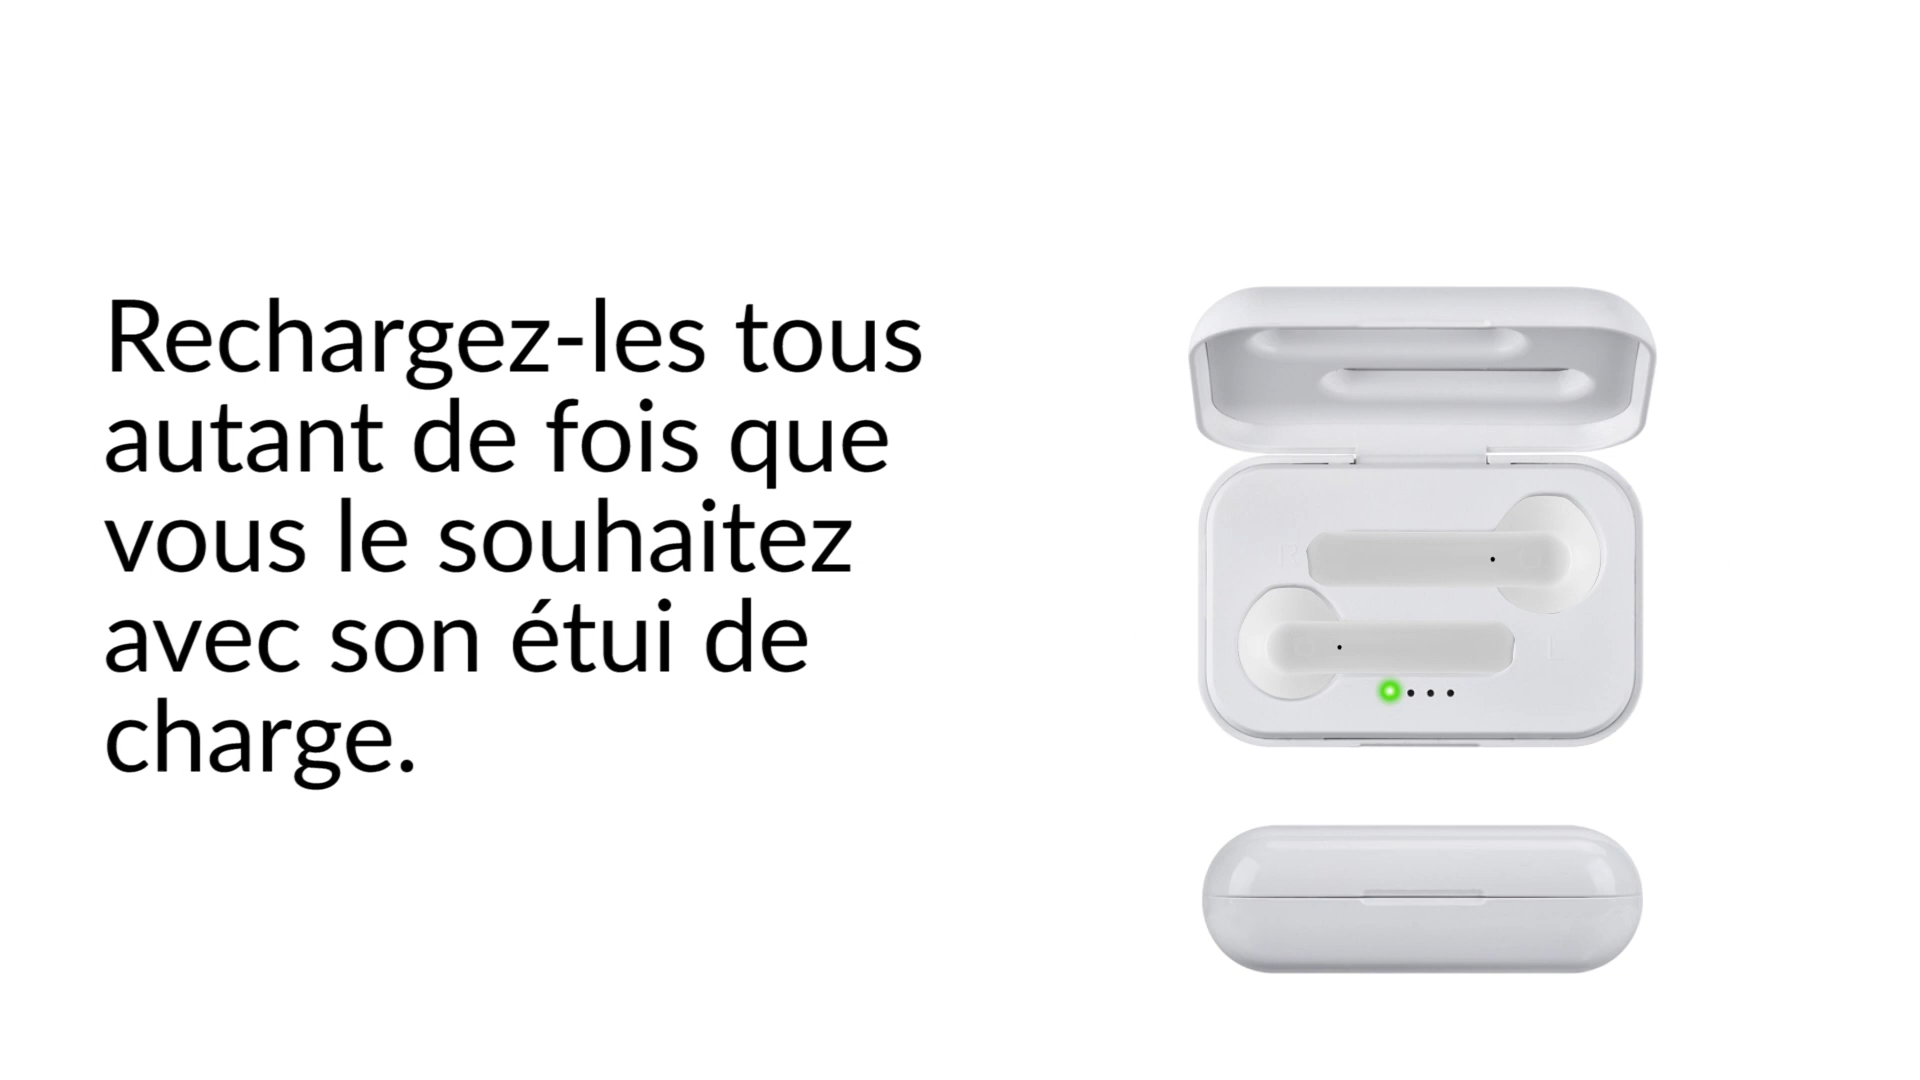 Rechargez-les tous
autant de fois que
vous le souhaitez
avec son étui de
charge.
R
L